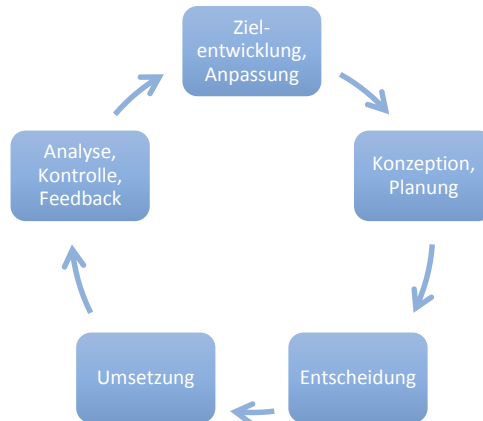 Ziel-
entwicklung,
Anpassung
Konzeption,
Planung
Entscheidung
Umsetzung
Analyse,
Kontrolle,
Feedback